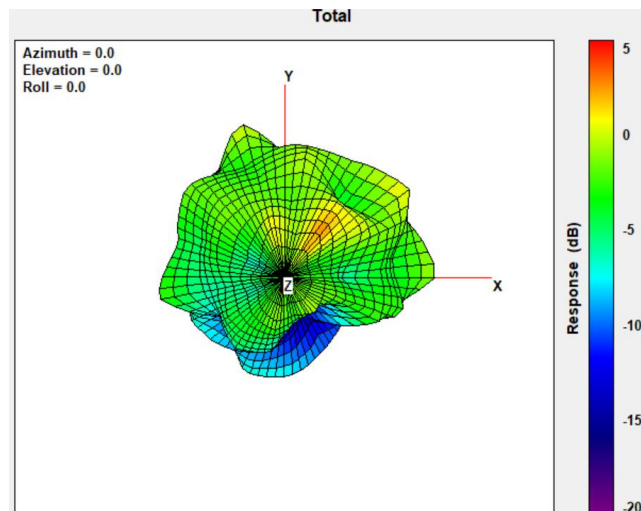 Total
Azimuth = 0.0
Elevation = 0.0
Roll = 0.0
Y
X
Z
5
0
-5
-10
-15
-20
Response (dB)